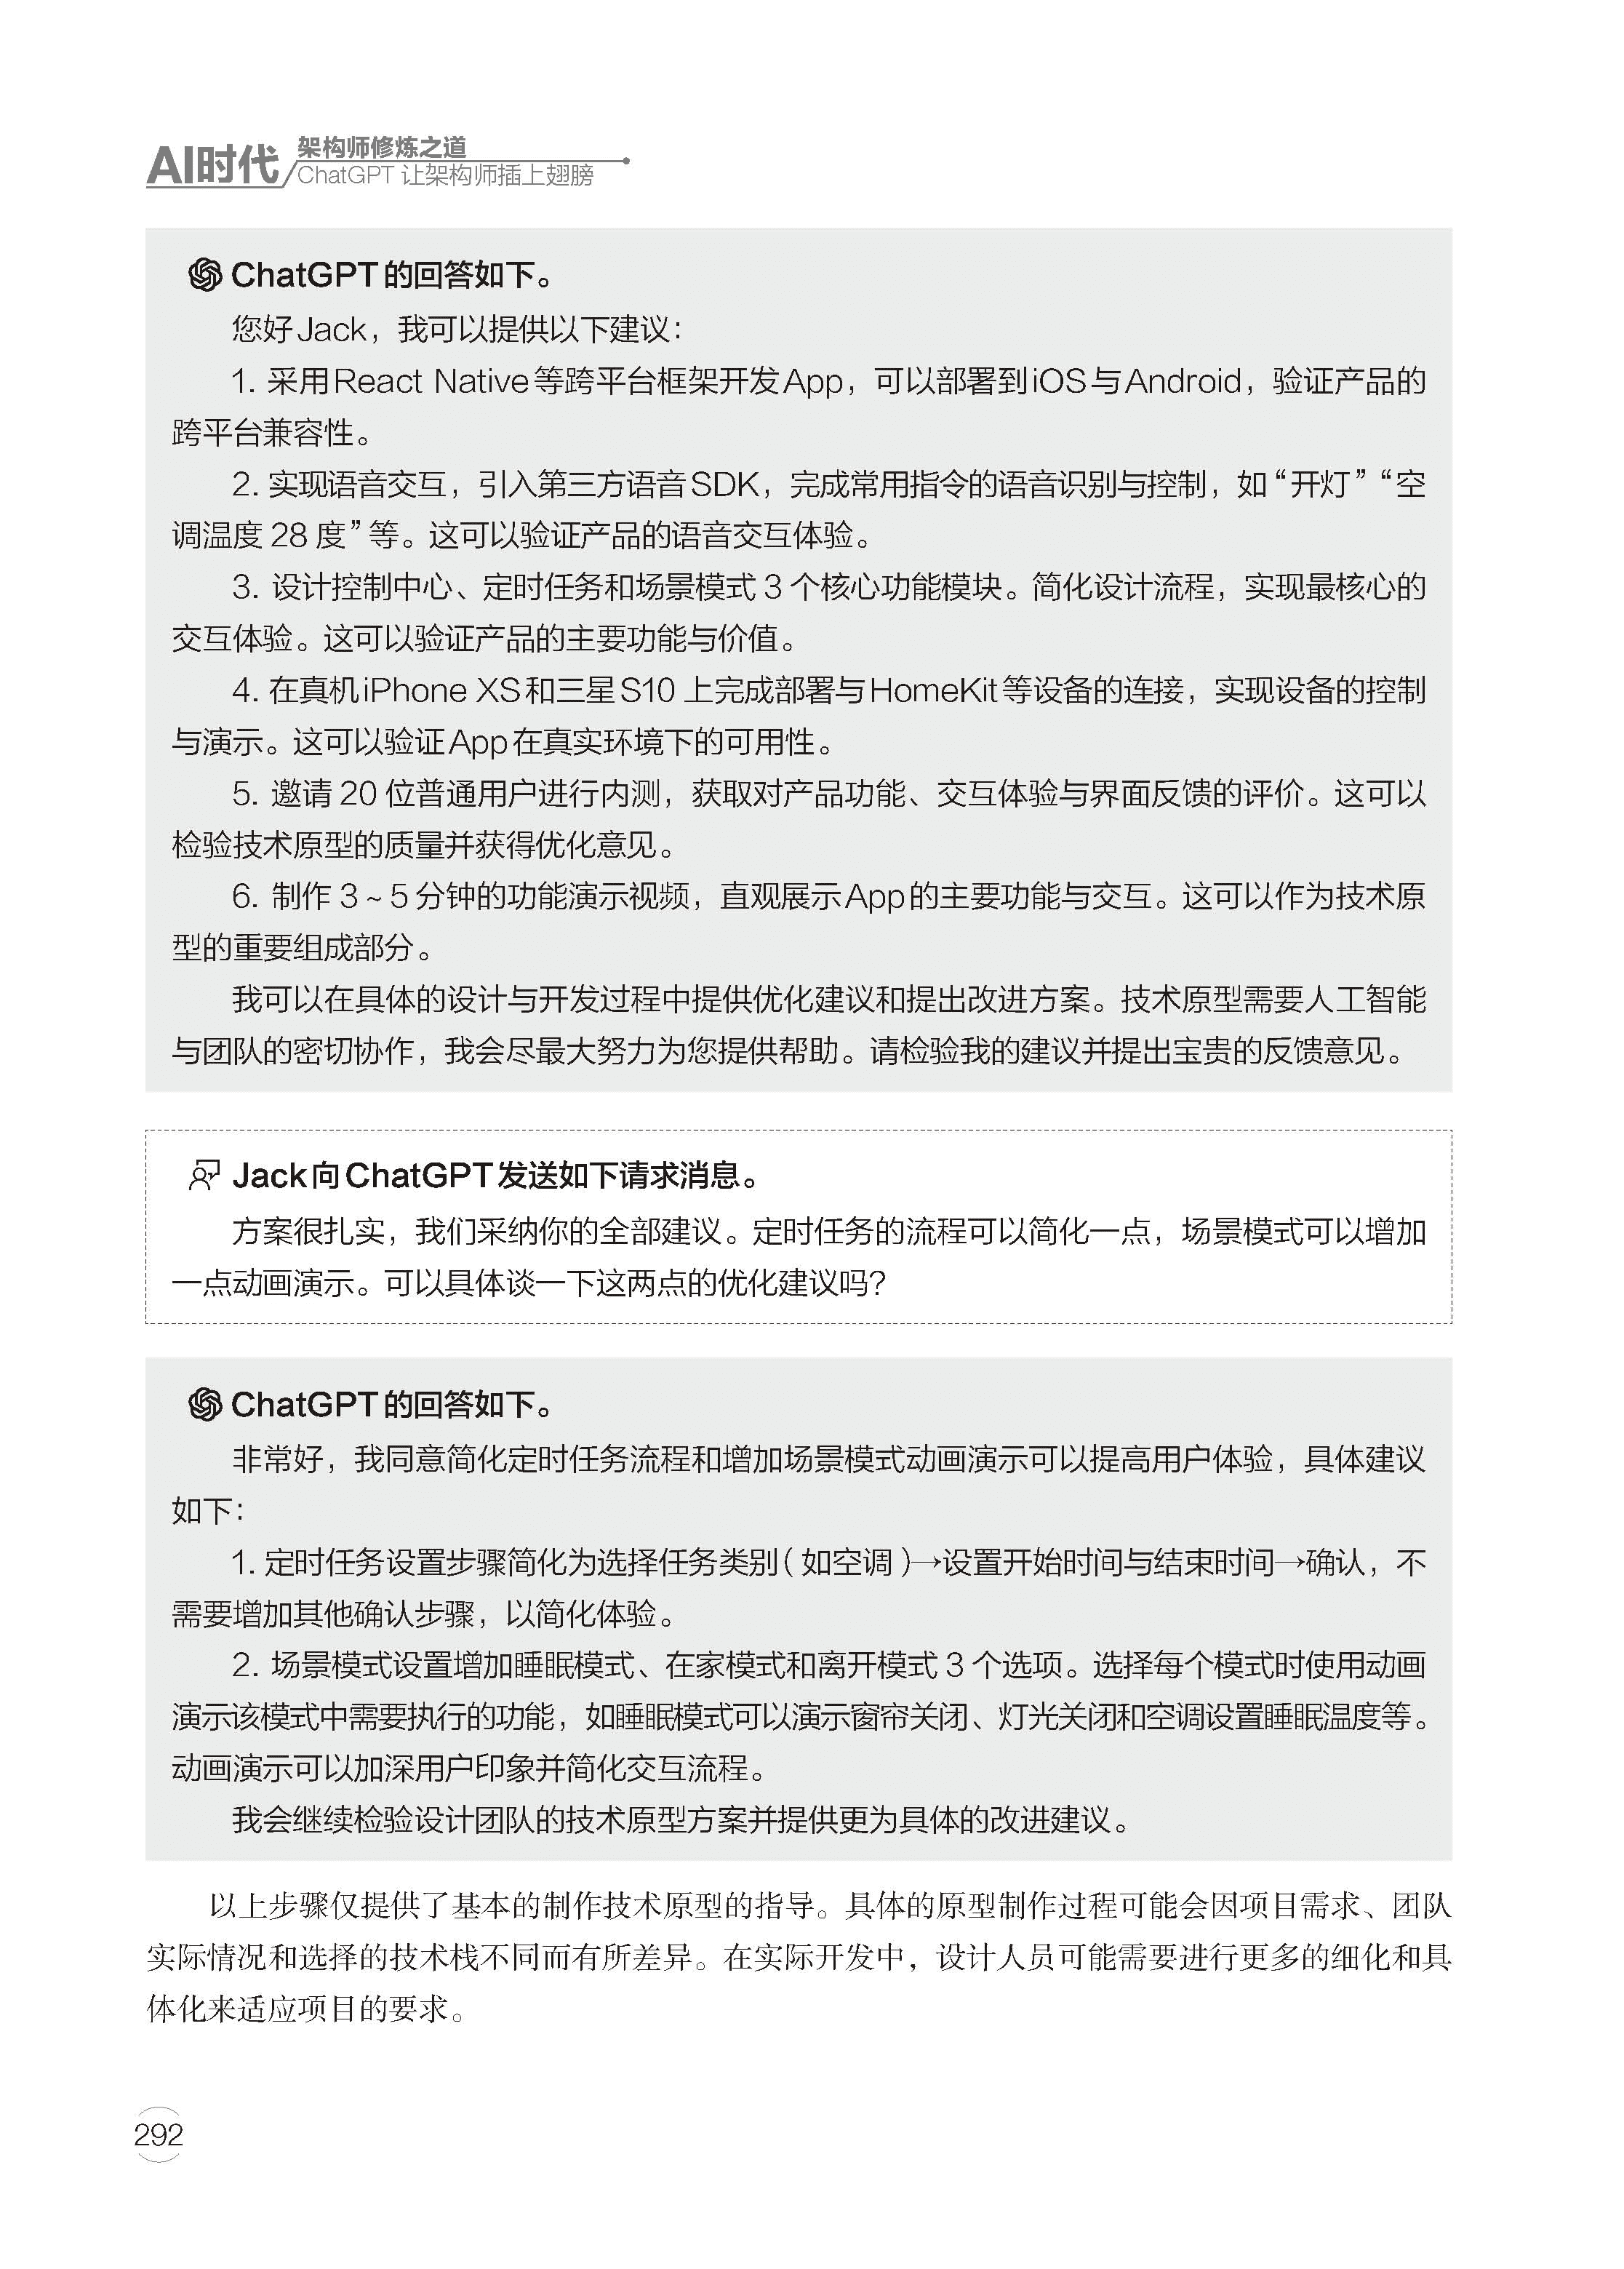 AI时代
架构师修炼之道
ChatGPT 让架构师插上翅膀
ChatGPT的回答如下。
您好Jack，我可以提供以下建议：
1. 采用React Native等跨平台框架开发App，可以部署到iOS与Android，验证产品的
跨平台兼容性。
2. 实现语音交互，引入第三方语音SDK，完成常用指令的语音识别与控制，如“开灯”“空
调温度 28 度”等。这可以验证产品的语音交互体验。
3. 设计控制中心、定时任务和场景模式 3 个核心功能模块。简化设计流程，实现最核心的
交互体验。这可以验证产品的主要功能与价值。
4. 在真机iPhone XS和三星S10 上完成部署与HomeKit等设备的连接，实现设备的控制
与演示。这可以验证App在真实环境下的可用性。
5. 邀请 20 位普通用户进行内测，获取对产品功能、交互体验与界面反馈的评价。这可以
检验技术原型的质量并获得优化意见。
6. 制作 3 ~ 5 分钟的功能演示视频，直观展示App的主要功能与交互。这可以作为技术原
型的重要组成部分。
我可以在具体的设计与开发过程中提供优化建议和提出改进方案。技术原型需要人工智能
与团队的密切协作，我会尽最大努力为您提供帮助。请检验我的建议并提出宝贵的反馈意见。
Jack向ChatGPT发送如下请求消息。
方案很扎实，我们采纳你的全部建议。定时任务的流程可以简化一点，场景模式可以增加
一点动画演示。可以具体谈一下这两点的优化建议吗？
ChatGPT的回答如下。
非常好，我同意简化定时任务流程和增加场景模式动画演示可以提高用户体验，具体建议
如下：
1. 定时任务设置步骤简化为选择任务类别（如空调）→设置开始时间与结束时间→确认，不
需要增加其他确认步骤，以简化体验。
2. 场景模式设置增加睡眠模式、在家模式和离开模式 3 个选项。选择每个模式时使用动画
演示该模式中需要执行的功能，如睡眠模式可以演示窗帘关闭、灯光关闭和空调设置睡眠温度等。
动画演示可以加深用户印象并简化交互流程。
我会继续检验设计团队的技术原型方案并提供更为具体的改进建议。
以上步骤仅提供了基本的制作技术原型的指导。具体的原型制作过程可能会因项目需求、团队
实际情况和选择的技术栈不同而有所差异。在实际开发中，设计人员可能需要进行更多的细化和具
体化来适应项目的要求。
292